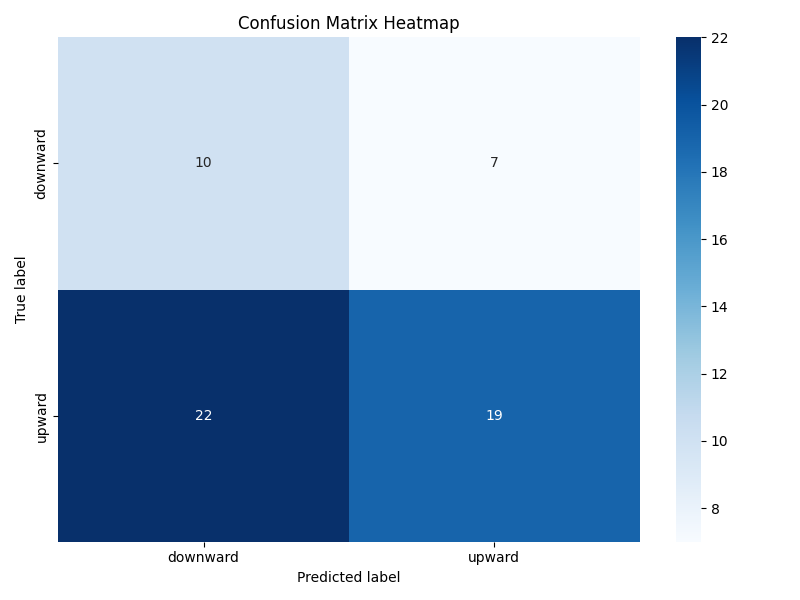 Confusion Matrix Heatmap
True label
downward
upward
10
7
22
19
downward
upward
Predicted label
22
20
18
16
14
12
10
8